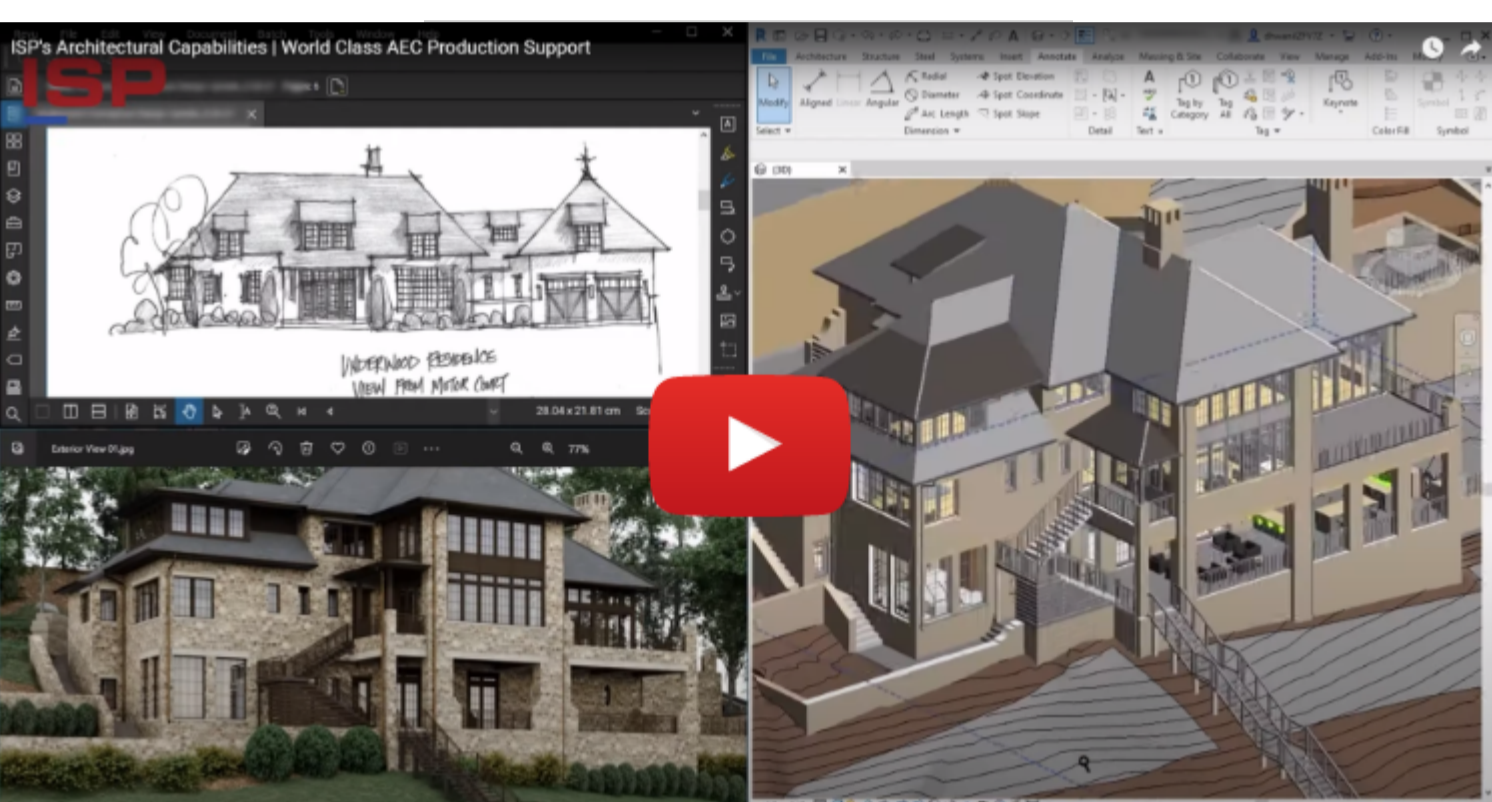 ISP's Architectural Capabilities | World Class AEC Production Support
ISP
UNDERWOOD RESIDENCE
VIEW FROM MOTOR COURT
28.04 x 21.81 cm
Exterior View 01.jpg
77%
File Architecture Structure Steel Systems Insert Annotate Analyze Massing & Site Collaborate View Manage Add-Ins
Modify
Aligned
Linear
Angular
Radial
Diameter
Arc Length
Spot Elevation
Spot Coordinate
Spot Slope
Tag by Category
Tag All
Keynote
Symbol
Select
Dimension
Detail
Text
Tag
Color Fill
Symbol
(3D)